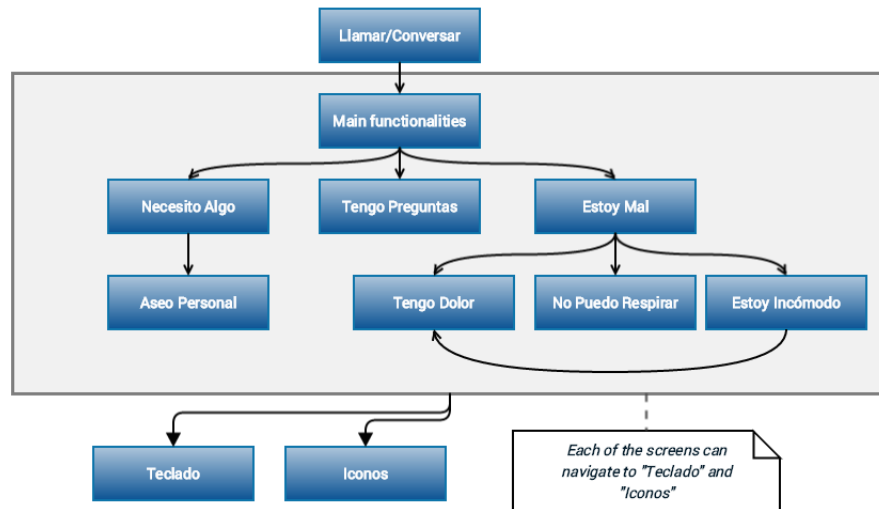 Llamar/Conversar
Main functionalities
Necesito Algo
Tengo Preguntas
Estoy Mal
Aseo Personal
Tengo Dolor
No Puedo Respirar
Estoy Incómodo
Teclado
Iconos
Each of the screens can
navigate to "Teclado" and
"Iconos"